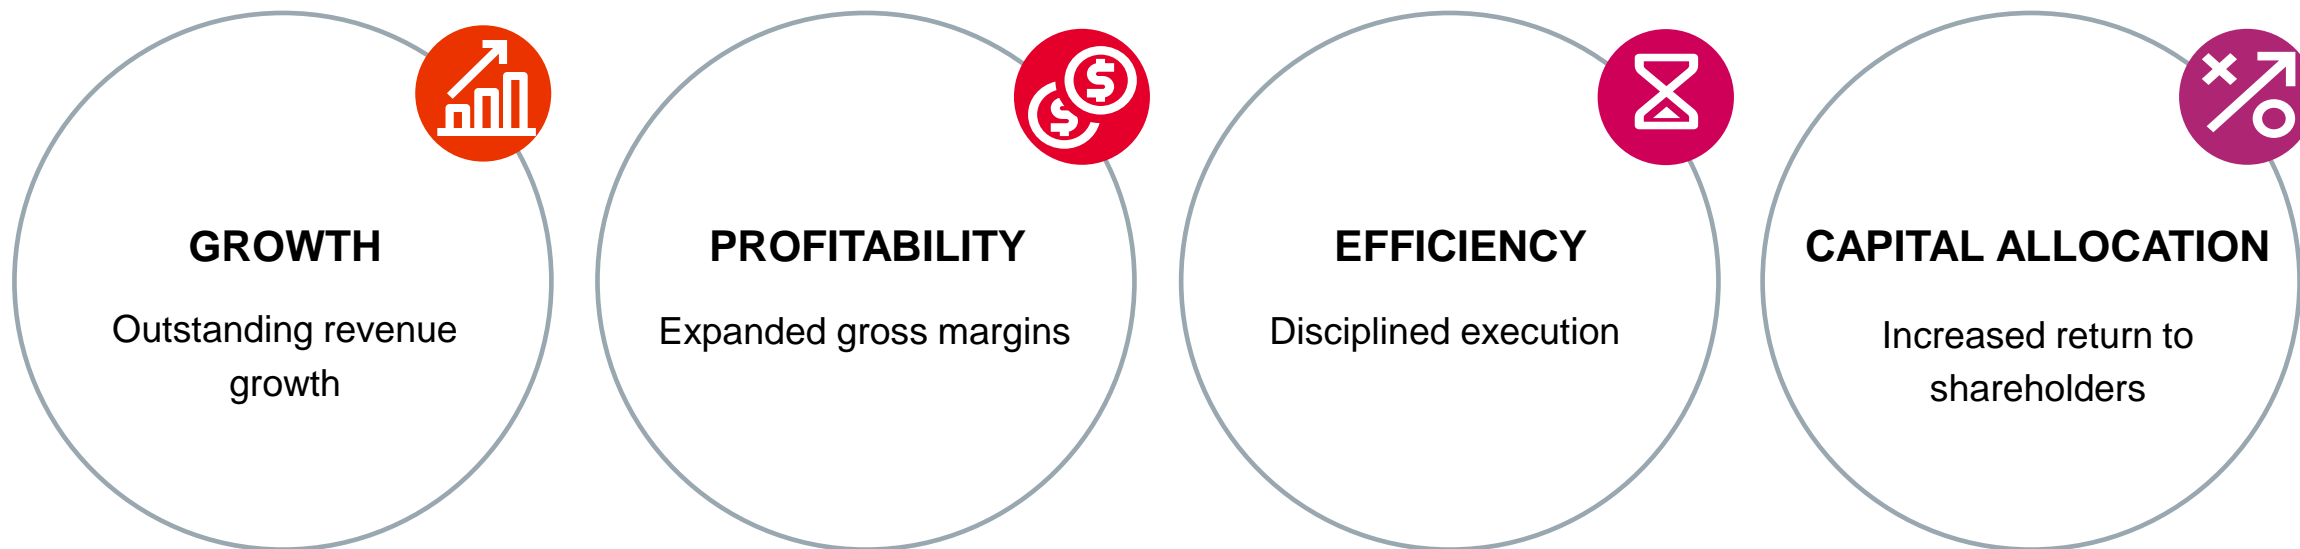 GROWTH
Outstanding revenue
growth
PROFITABILITY
Expanded gross margins
EFFICIENCY
Disciplined execution
CAPITAL ALLOCATION
Increased return to
shareholders